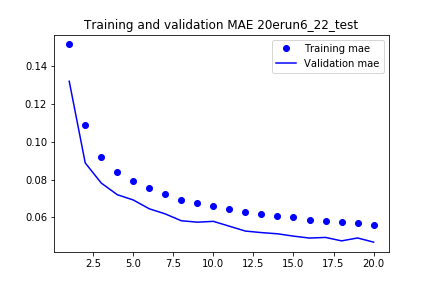 Training and validation MAE 20erun6_22_test
Training mae
Validation mae
0.14
0.12
0.10
0.08
0.06
2.5 5.0 7.5 10.0 12.5 15.0 17.5 20.0